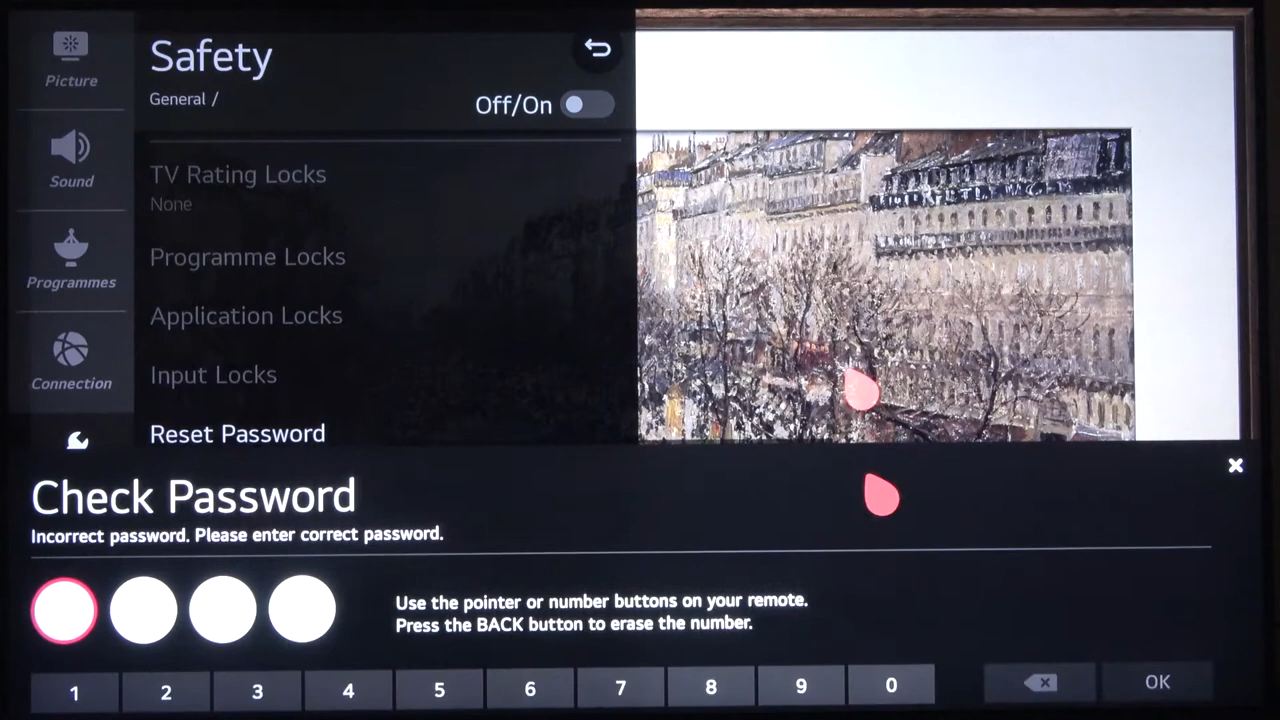 Picture
Sound
Programmes
Connection
Safety
General /
Off/On
TV Rating Locks
None
Programme Locks
Application Locks
Input Locks
Reset Password
Check Password
Incorrect password. Please enter correct password.
Use the pointer or number buttons on your remote.
Press the BACK button to erase the number.
1 2 3 4 5 6 7 8 9 0 OK